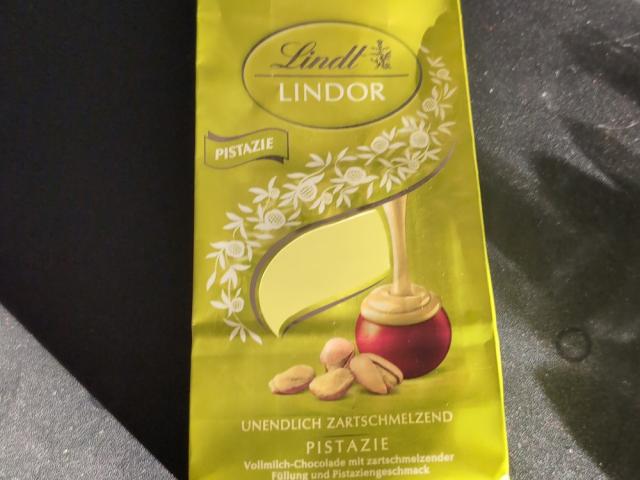 Lindt
LINDOR
PISTAZIE
UNENDLICH ZARTSCHMELZEND
PISTAZIE
Vollmilch-Chocolade mit zartschmelzender
Füllung und Pistaziengeschmack